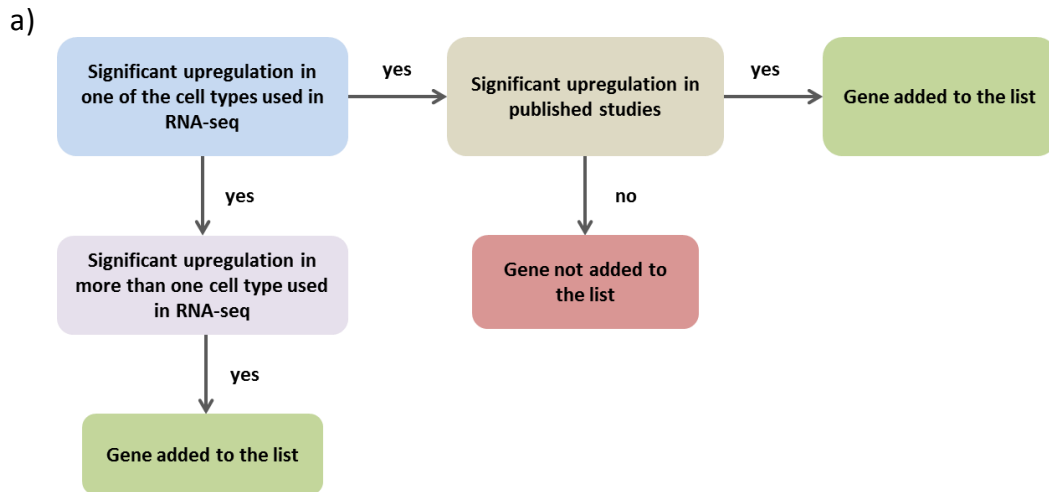 a)
Significant upregulation in
one of the cell types used in
RNA-seq
yes
Significant upregulation in
published studies
yes
Gene added to the list
yes
no
Significant upregulation in
more than one cell type used
in RNA-seq
Gene not added to
the list
yes
Gene added to the list